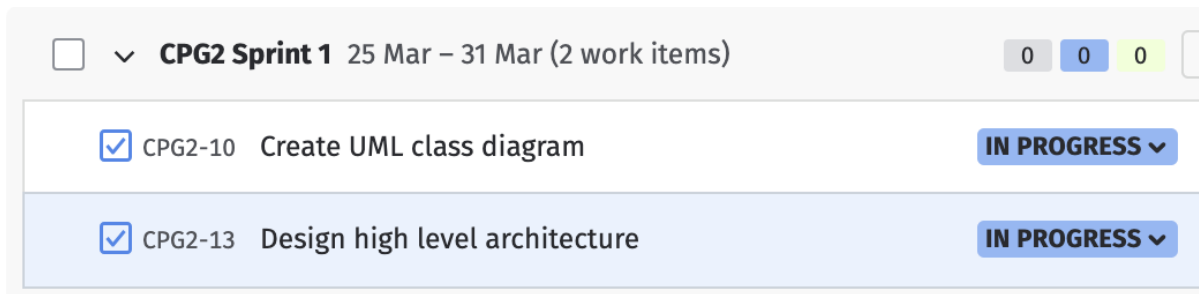 CPG2 Sprint 1 25 Mar – 31 Mar (2 work items) 0 0 0
CPG2-10 Create UML class diagram IN PROGRESS
CPG2-13 Design high level architecture IN PROGRESS